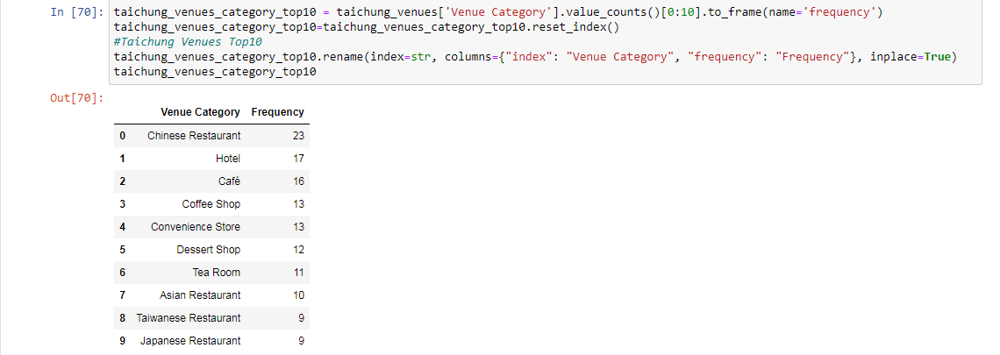 In [70]: taichung_venues_category_top10 = taichung_venues['Venue Category'].value_counts()[0:10].to_frame(name='frequency')
taichung_venues_category_top10=taichung_venues_category_top10.reset_index()
#Taichung Venues Top10
taichung_venues_category_top10.rename(index=str, columns={"index": "Venue Category", "frequency": "Frequency"}, inplace=True)
taichung_venues_category_top10
Out[70]:
Venue Category Frequency
0 Chinese Restaurant 23
1 Hotel 17
2 Café 16
3 Coffee Shop 13
4 Convenience Store 13
5 Dessert Shop 12
6 Tea Room 11
7 Asian Restaurant 10
8 Taiwanese Restaurant 9
9 Japanese Restaurant 9